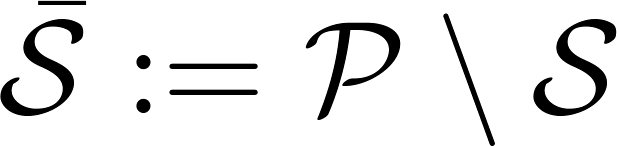 𝒮̄ := 𝒫 \ 𝒮